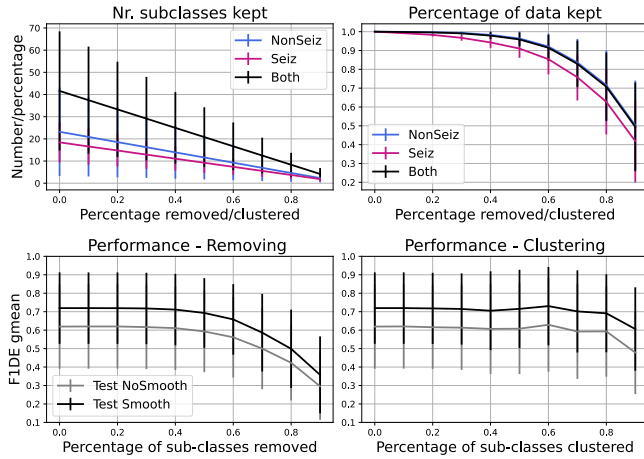 Nr. subclasses kept
Number/percentage
70
60
50
40
30
20
10
0
NonSeiz
Seiz
Both
0.0 0.2 0.4 0.6 0.8
Percentage removed/clustered
Percentage of data kept
1.0
0.9
0.8
0.7
0.6
0.5
0.4
0.3
0.2
NonSeiz
Seiz
Both
0.0 0.2 0.4 0.6 0.8
Percentage removed/clustered
Performance - Removing
F1DE gmean
1.0
0.9
0.8
0.7
0.6
0.5
0.4
0.3
0.2
0.1
Test NoSmooth
Test Smooth
0.0 0.2 0.4 0.6 0.8
Percentage of sub-classes removed
Performance - Clustering
1.0
0.9
0.8
0.7
0.6
0.5
0.4
0.3
0.2
0.1
0.0 0.2 0.4 0.6 0.8
Percentage of sub-classes clustered